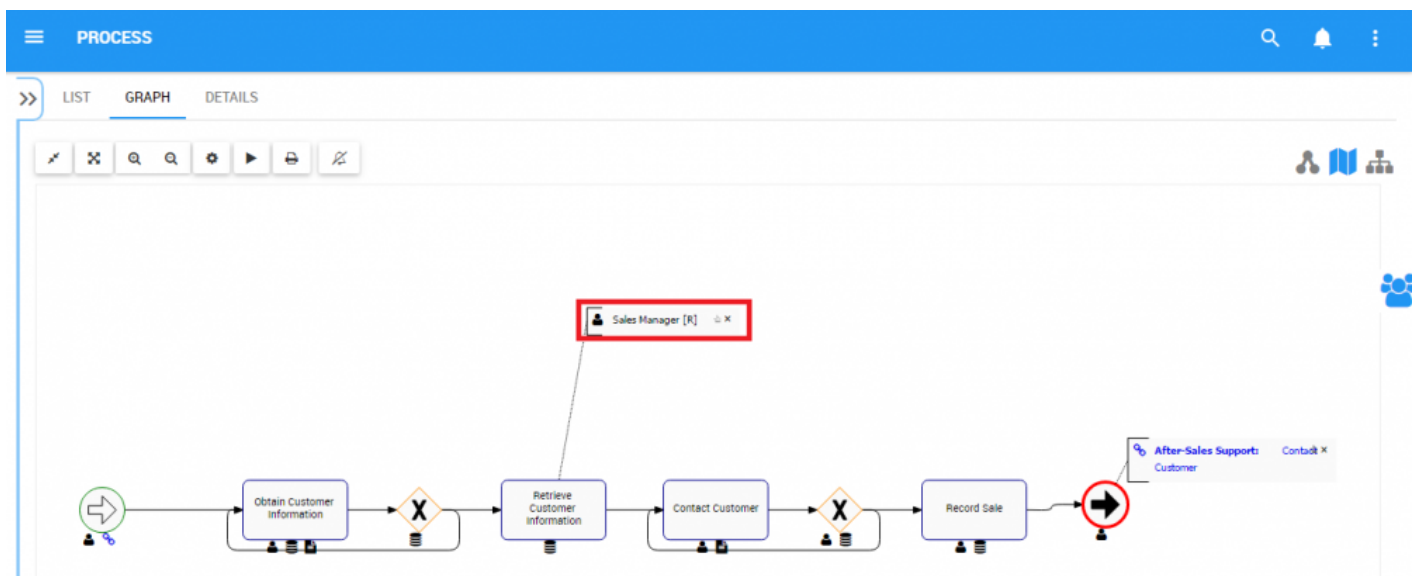 PROCESS
LIST GRAPH DETAILS
Sales Manager [R]
After-Sales Support: Contact
Customer
Obtain Customer
Information
X
Retrieve
Customer
Information
Contact Customer
X
Record Sale